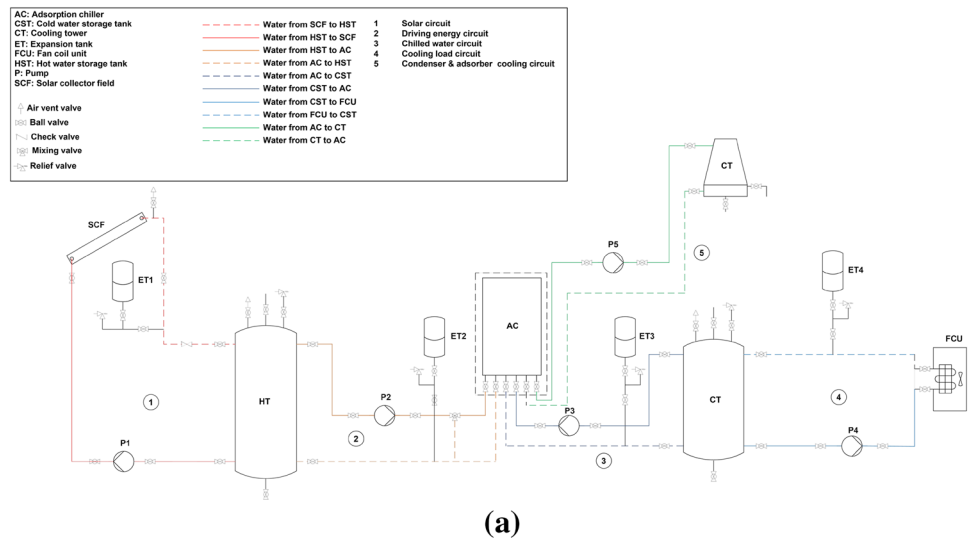 AC: Adsorption chiller
CST: Cold water storage tank
CT: Cooling tower
ET: Expansion tank
FCU: Fan coil unit
HST: Hot water storage tank
P: Pump
SCF: Solar collector field
Air vent valve
Ball valve
Check valve
Mixing valve
Relief valve
Water from SCF to HST
Water from HST to SCF
Water from HST to AC
Water from AC to HST
Water from AC to CST
Water from CST to AC
Water from CST to FCU
Water from FCU to CST
Water from AC to CT
Water from CT to AC
1 Solar circuit
2 Driving energy circuit
3 Chilled water circuit
4 Cooling load circuit
5 Condenser & adsorber cooling circuit
CT
SCF
P5
5
ET1
ET4
AC
ET2
ET3
FCU
HT
P2
P3
CT
1
2
4
P1
3
P4
(a)